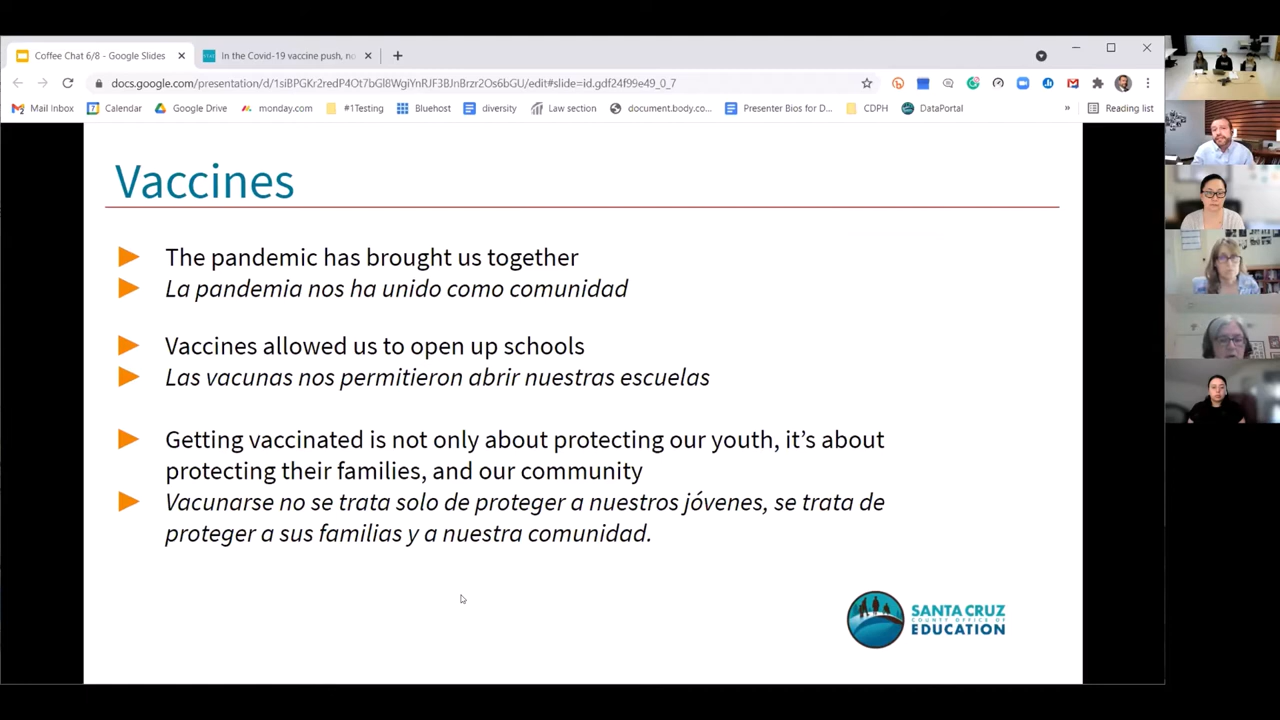 Coffee Chat 6/8 - Google Slides
In the Covid-19 vaccine push, no
docs.google.com/presentation/d/1siBPGKr2redP4Ot7bGl8WgiYnRJF3BJnBrzr2Os6bGU/edit#slide=id.gdf24f99e49_0_7
Mail Inbox Calendar Google Drive monday.com #1Testing Bluehost diversity Law section document.body.co... Presenter Bios for D... CDPH DataPortal » Reading list
Vaccines
The pandemic has brought us together
La pandemia nos ha unido como comunidad
Vaccines allowed us to open up schools
Las vacunas nos permitieron abrir nuestras escuelas
Getting vaccinated is not only about protecting our youth, it’s about
protecting their families, and our community
Vacunarse no se trata solo de proteger a nuestros jóvenes, se trata de
proteger a sus familias y a nuestra comunidad.
SANTA CRUZ
COUNTY OFFICE OF
EDUCATION